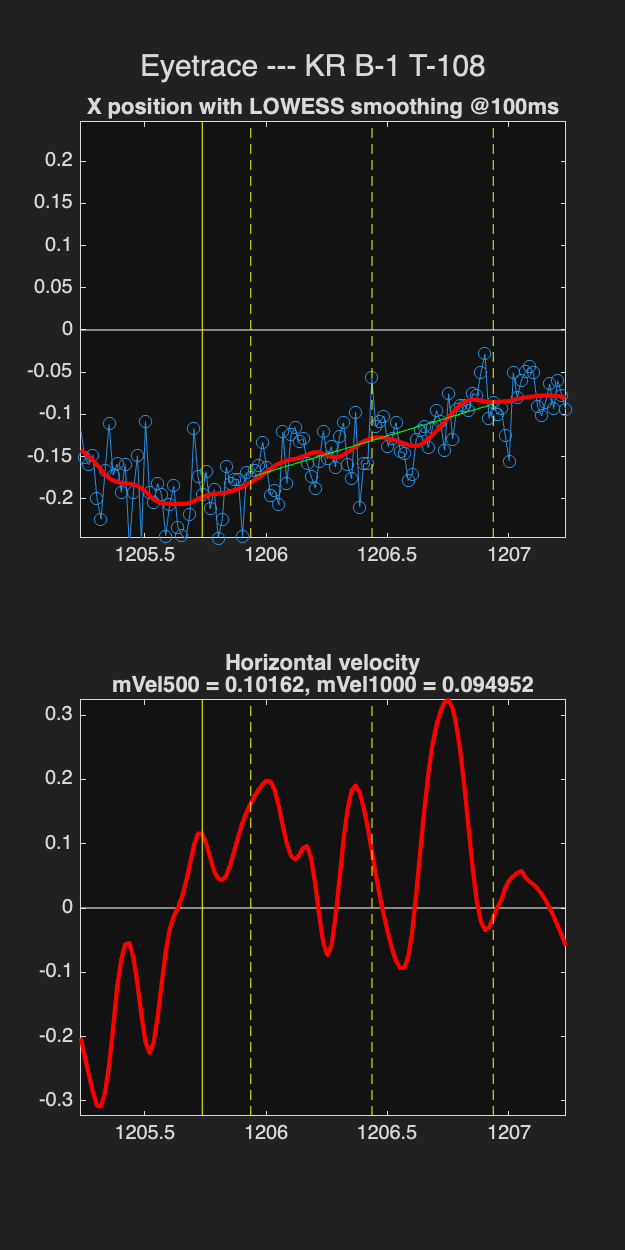 Eyetrace --- KR B-1 T-108
X position with LOWESS smoothing @100ms
0.2
0.15
0.1
0.05
0
-0.05
-0.1
-0.15
-0.2
1205.5 1206 1206.5 1207
Horizontal velocity
mVel500 = 0.10162, mVel1000 = 0.094952
0.3
0.2
0.1
0
-0.1
-0.2
-0.3
1205.5 1206 1206.5 1207